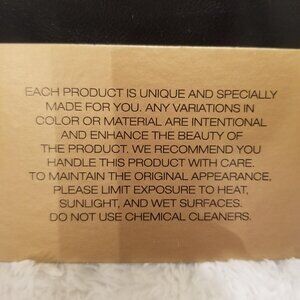 EACH PRODUCT IS UNIQUE AND SPECIALLY
MADE FOR YOU. ANY VARIATIONS IN
COLOR OR MATERIAL ARE INTENTIONAL
AND ENHANCE THE BEAUTY OF
THE PRODUCT. WE RECOMMEND YOU
HANDLE THIS PRODUCT WITH CARE.
TO MAINTAIN THE ORIGINAL APPEARANCE,
PLEASE LIMIT EXPOSURE TO HEAT,
SUNLIGHT, AND WET SURFACES.
DO NOT USE CHEMICAL CLEANERS.